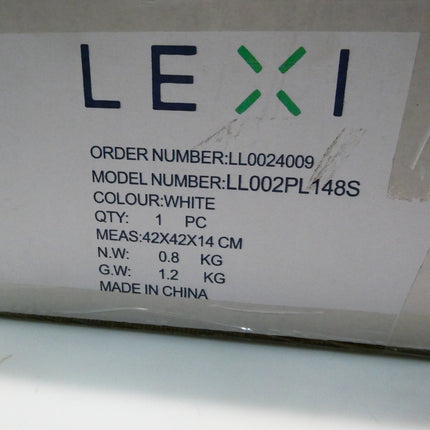 LEXI
ORDER NUMBER:LL0024009
MODEL NUMBER:LL002PL148S
COLOUR:WHITE
QTY: 1 PC
MEAS:42X42X14 CM
N.W: 0.8 KG
G.W: 1.2 KG
MADE IN CHINA